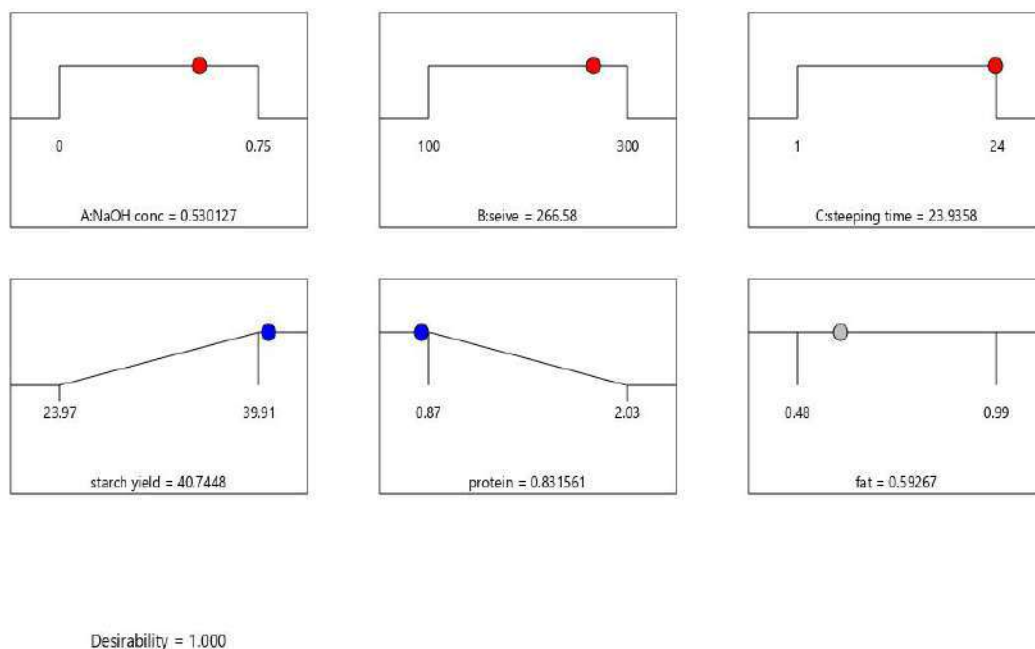 0 0.75
A:NaOH conc = 0.530127
100 300
B:seive = 266.58
1 24
C:steeping time = 23.9358
23.97 39.91
starch yield = 40.7448
0.87 2.03
protein = 0.831561
0.48 0.99
fat = 0.59267
Desirability = 1.000